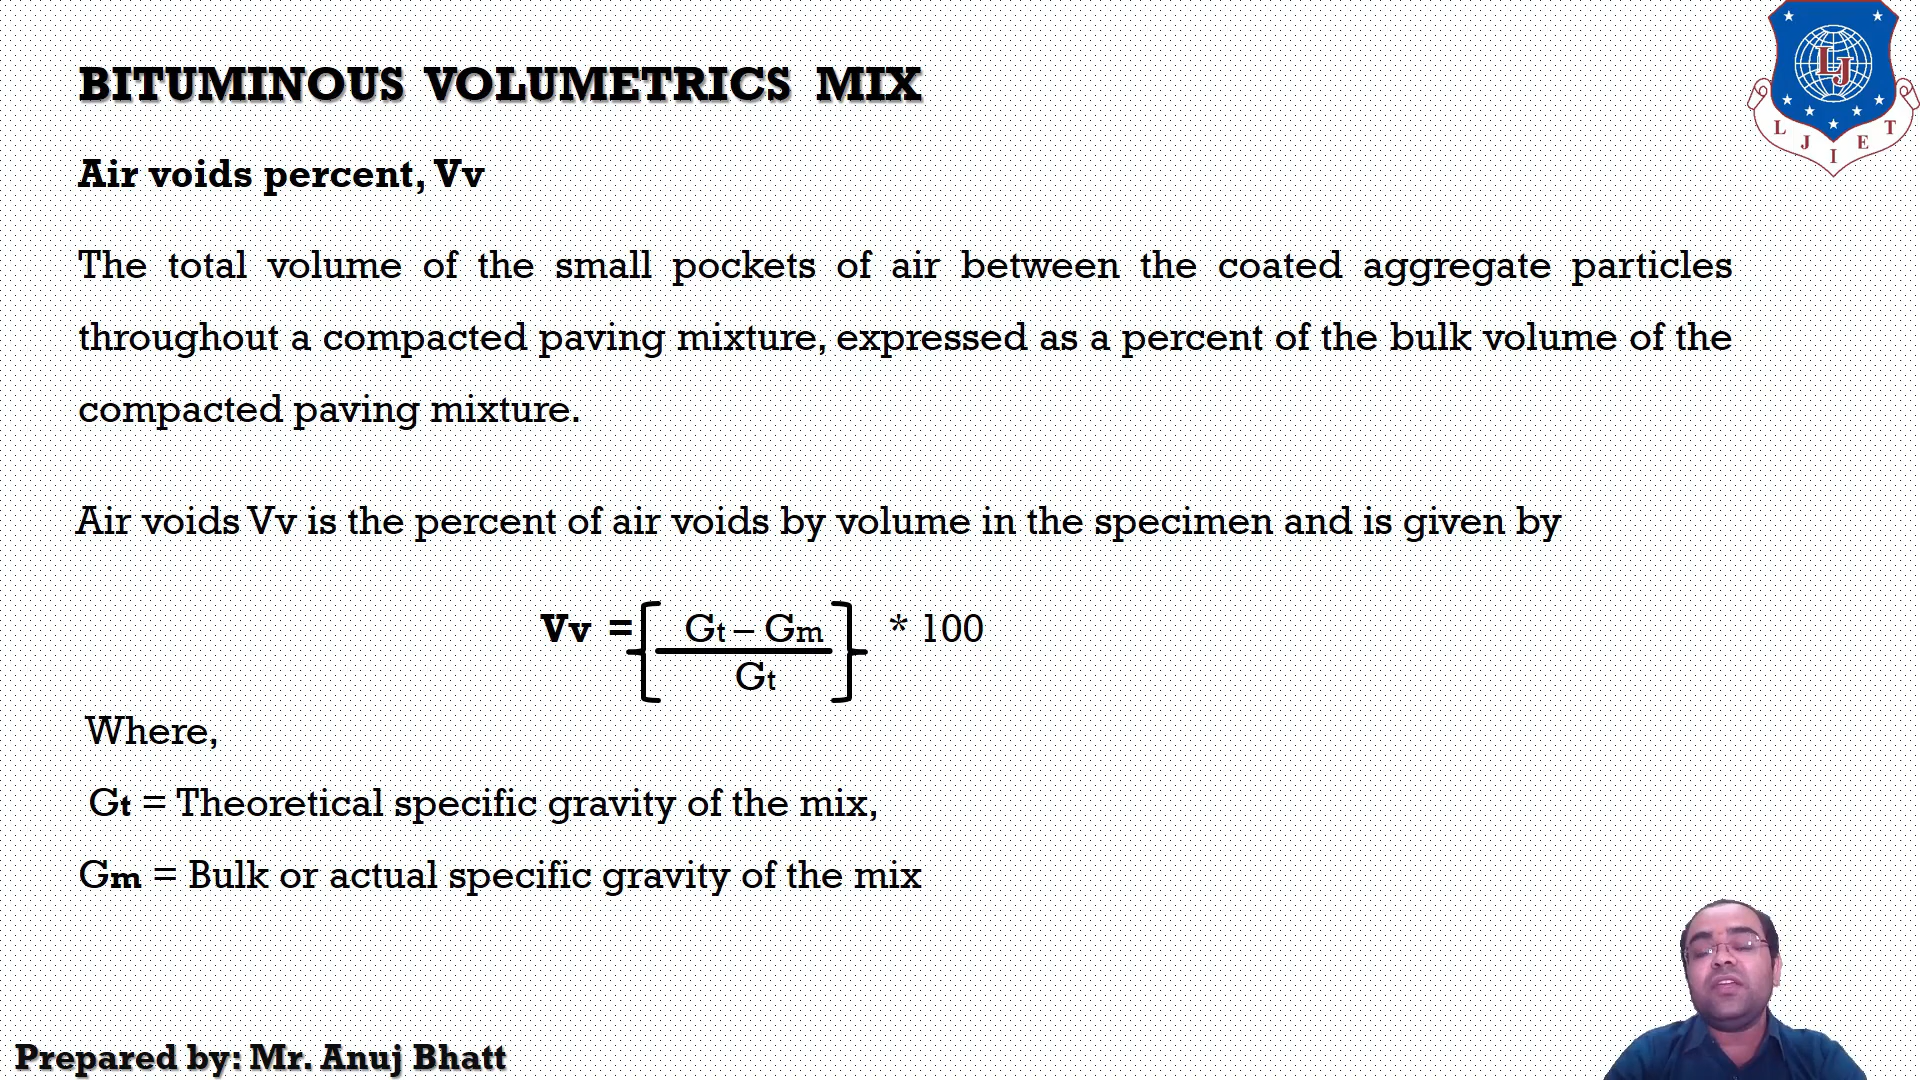 BITUMINOUS VOLUMETRICS MIX
Air voids percent, Vv
The total volume of the small pockets of air between the coated aggregate particles
throughout a compacted paving mixture, expressed as a percent of the bulk volume of the
compacted paving mixture.
Air voids Vv is the percent of air voids by volume in the specimen and is given by
Vv = [ Gt – Gm ] * 100
Gt
Where,
Gt = Theoretical specific gravity of the mix,
Gm = Bulk or actual specific gravity of the mix
Prepared by: Mr. Anuj Bhatt
LJ
L J I E T